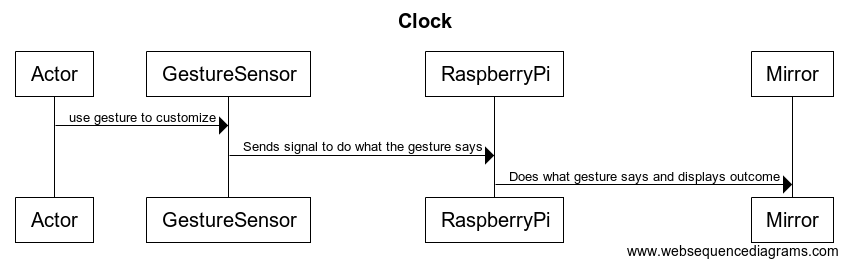 Clock
Actor GestureSensor RaspberryPi Mirror
use gesture to customize
Sends signal to do what the gesture says
Does what gesture says and displays outcome
Actor GestureSensor RaspberryPi Mirror
www.websequencediagrams.com